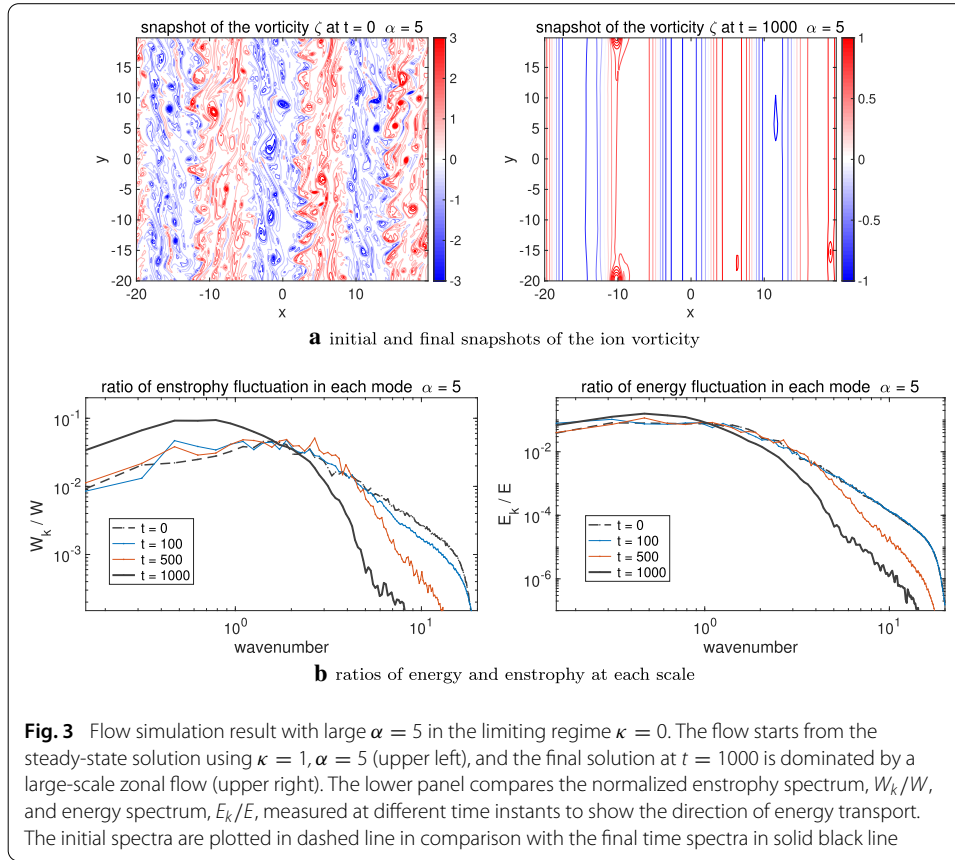 snapshot of the vorticity ζ at t = 0 α = 5
snapshot of the vorticity ζ at t = 1000 α = 5
15
10
5
0
-5
-10
-15
-20
y
-20
-10
0
10
x
3
2
1
0
-1
-2
-3
15
10
5
0
-5
-10
-15
-20
y
-20
-10
0
10
x
1
0.5
0
-0.5
-1
a initial and final snapshots of the ion vorticity
ratio of enstrophy fluctuation in each mode α = 5
ratio of energy fluctuation in each mode α = 5
10⁻¹
10⁻²
10⁻³
W_k / W
t = 0
t = 100
t = 500
t = 1000
10⁰
10¹
wavenumber
10⁻²
10⁻⁴
10⁻⁶
E_k / E
t = 0
t = 100
t = 500
t = 1000
10⁰
10¹
wavenumber
b ratios of energy and enstrophy at each scale
Fig. 3 Flow simulation result with large α = 5 in the limiting regime κ = 0. The flow starts from the
steady-state solution using κ = 1, α = 5 (upper left), and the final solution at t = 1000 is dominated by a
large-scale zonal flow (upper right). The lower panel compares the normalized enstrophy spectrum, W_k/W,
and energy spectrum, E_k/E, measured at different time instants to show the direction of energy transport.
The initial spectra are plotted in dashed line in comparison with the final time spectra in solid black line